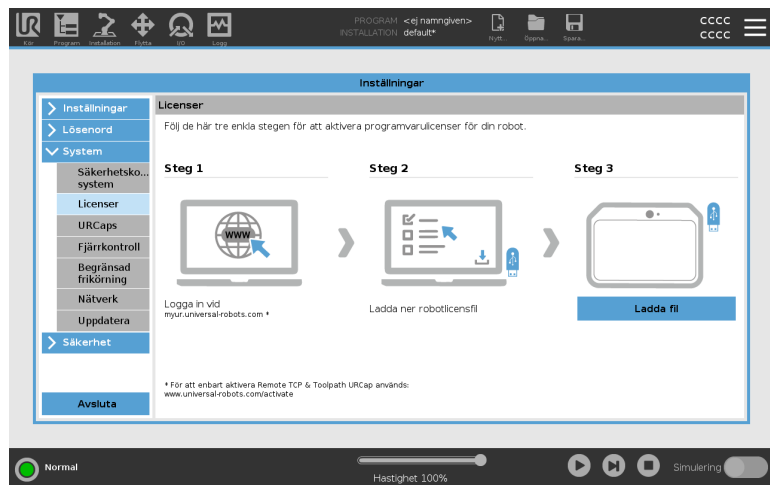 PROGRAM <ej namngiven>
INSTALLATION default*
UR
Kör
Program
Installation
Flytta
I/O
Logg
Nytt...
Öppna...
Spara...
cccc
cccc
Inställningar
Inställningar
Lösenord
System
Säkerhetsko...
system
Licenser
URCaps
Fjärrkontroll
Begränsad
frikörning
Nätverk
Uppdatera
Säkerhet
Avsluta
Licenser
Följ de här tre enkla stegen för att aktivera programvarulicenser för din robot.
Steg 1
Steg 2
Steg 3
www
Logga in vid
myur.universal-robots.com *
Ladda ner robotlicensfil
Ladda fil
* För att enbart aktivera Remote TCP & Toolpath URCap används:
www.universal-robots.com/activate
Normal
Hastighet 100%
Simulering